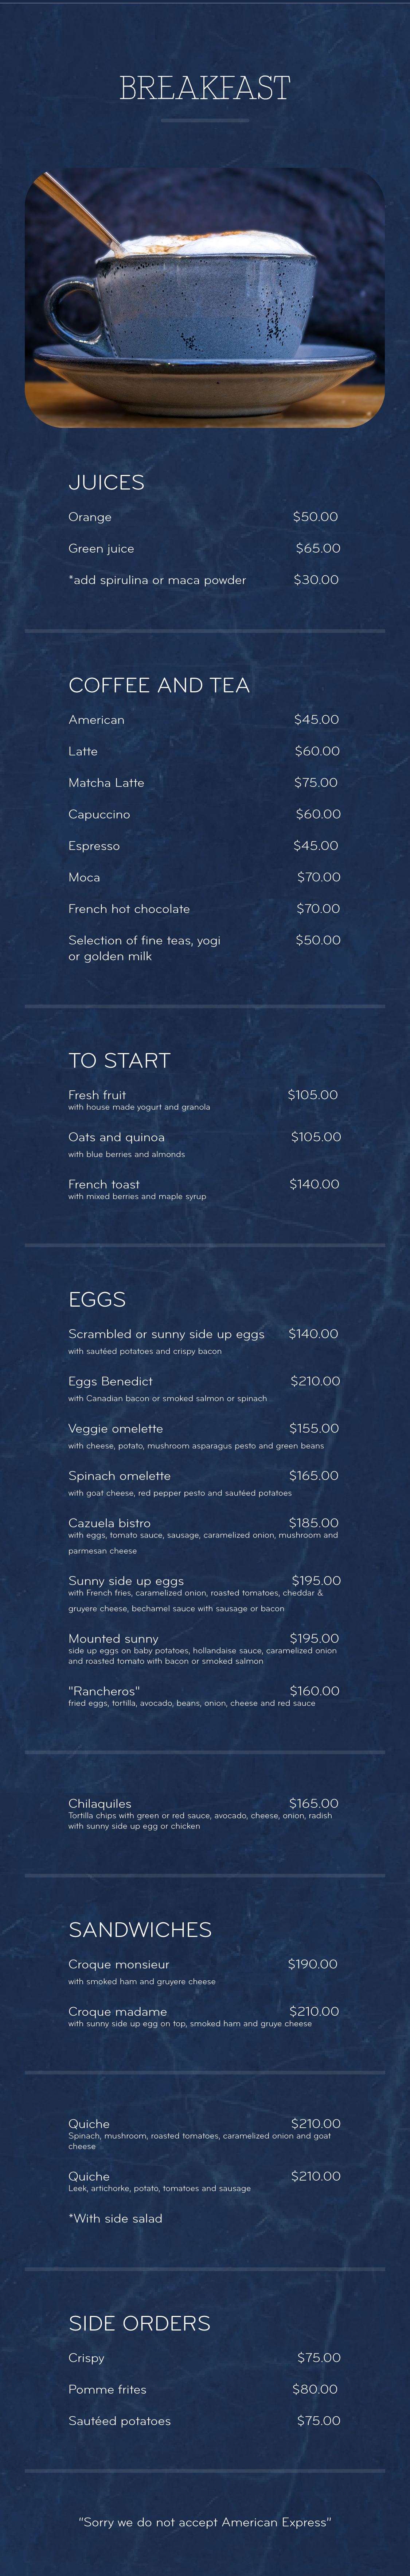 BREAKFAST
JUICES
Orange $50.00
Green juice $65.00
*add spirulina or maca powder $30.00
COFFEE AND TEA
American $45.00
Latte $60.00
Matcha Latte $75.00
Capuccino $60.00
Espresso $45.00
Moca $70.00
French hot chocolate $70.00
Selection of fine teas, yogi $50.00
or golden milk
TO START
Fresh fruit $105.00
with house made yogurt and granola
Oats and quinoa $105.00
with blue berries and almonds
French toast $140.00
with mixed berries and maple syrup
EGGS
Scrambled or sunny side up eggs $140.00
with sautéed potatoes and crispy bacon
Eggs Benedict $210.00
with Canadian bacon or smoked salmon or spinach
Veggie omelette $155.00
with cheese, potato, mushroom asparagus pesto and green beans
Spinach omelette $165.00
with goat cheese, red pepper pesto and sautéed potatoes
Cazuela bistro $185.00
with eggs, tomato sauce, sausage, caramelized onion, mushroom and
parmesan cheese
Sunny side up eggs $195.00
with French fries, caramelized onion, roasted tomatoes, cheddar &
gruyere cheese, bechamel sauce with sausage or bacon
Mounted sunny $195.00
side up eggs on baby potatoes, hollandaise sauce, caramelized onion
and roasted tomato with bacon or smoked salmon
"Rancheros" $160.00
fried eggs, tortilla, avocado, beans, onion, cheese and red sauce
Chilaquiles $165.00
Tortilla chips with green or red sauce, avocado, cheese, onion, radish
with sunny side up egg or chicken
SANDWICHES
Croque monsieur $190.00
with smoked ham and gruyere cheese
Croque madame $210.00
with sunny side up egg on top, smoked ham and gruye cheese
Quiche $210.00
Spinach, mushroom, roasted tomatoes, caramelized onion and goat
cheese
Quiche $210.00
Leek, artichorke, potato, tomatoes and sausage
*With side salad
SIDE ORDERS
Crispy $75.00
Pomme frites $80.00
Sautéed potatoes $75.00
"Sorry we do not accept American Express"